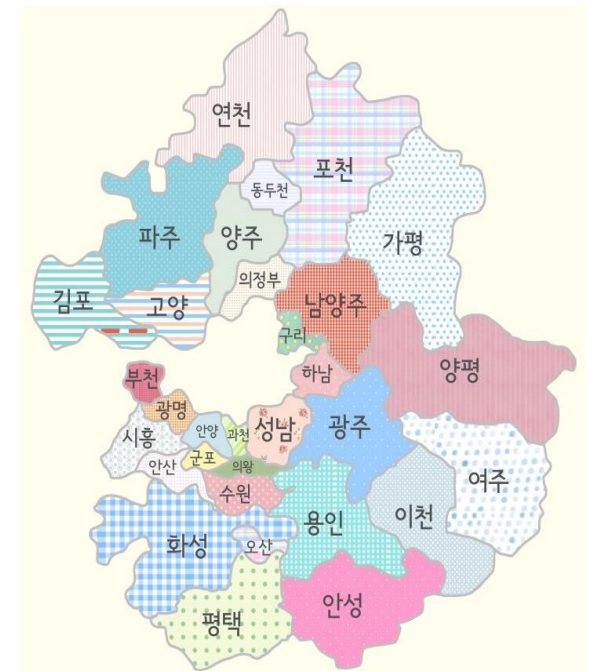 연천
포천
동두천
파주
양주
가평
의정부
김포
고양
남양주
구리
양평
하남
부천
광명
성남
광주
시흥
안양
과천
안산
군포
의왕
여주
수원
이천
용인
화성
오산
안성
평택